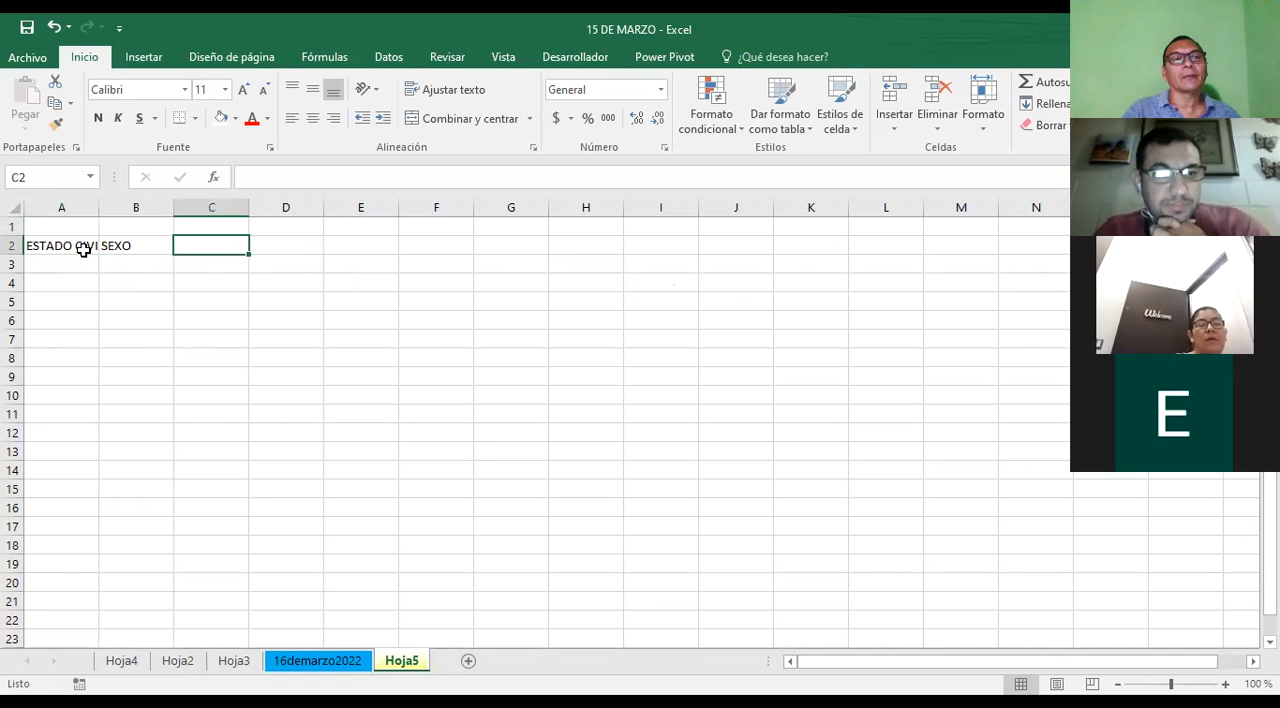 15 DE MARZO - Excel
Archivo Inicio Insertar Diseño de página Fórmulas Datos Revisar Vista Desarrollador Power Pivot ¿Qué desea hacer?
Pegar
Calibri 11
N K S
Ajustar texto
Combinar y centrar
General
$ % 000
Formato condicional
Dar formato como tabla
Estilos de celda
Insertar Eliminar Formato
Autosu
Rellena
Borrar
Portapapeles Fuente Alineación Número Estilos Celdas
C2 fx
A B C D E F G H I J K L M N
1
2 ESTADO CIVI SEXO
3
4
5
6
7
8
9
10
11
12
13
14
15
16
17
18
19
20
21
22
23
Hoja4 Hoja2 Hoja3 16demarzo2022 Hoja5
Listo 100 %
Welcome
E